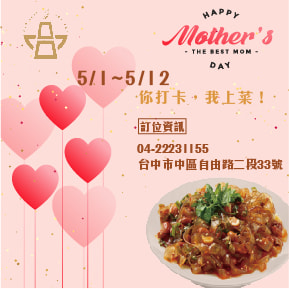 HAPPY
Mother's
- THE BEST MOM -
DAY
5/1~5/12
你打卡，我上菜！
訂位資訊
04-22231155
台中市中區自由路二段33號